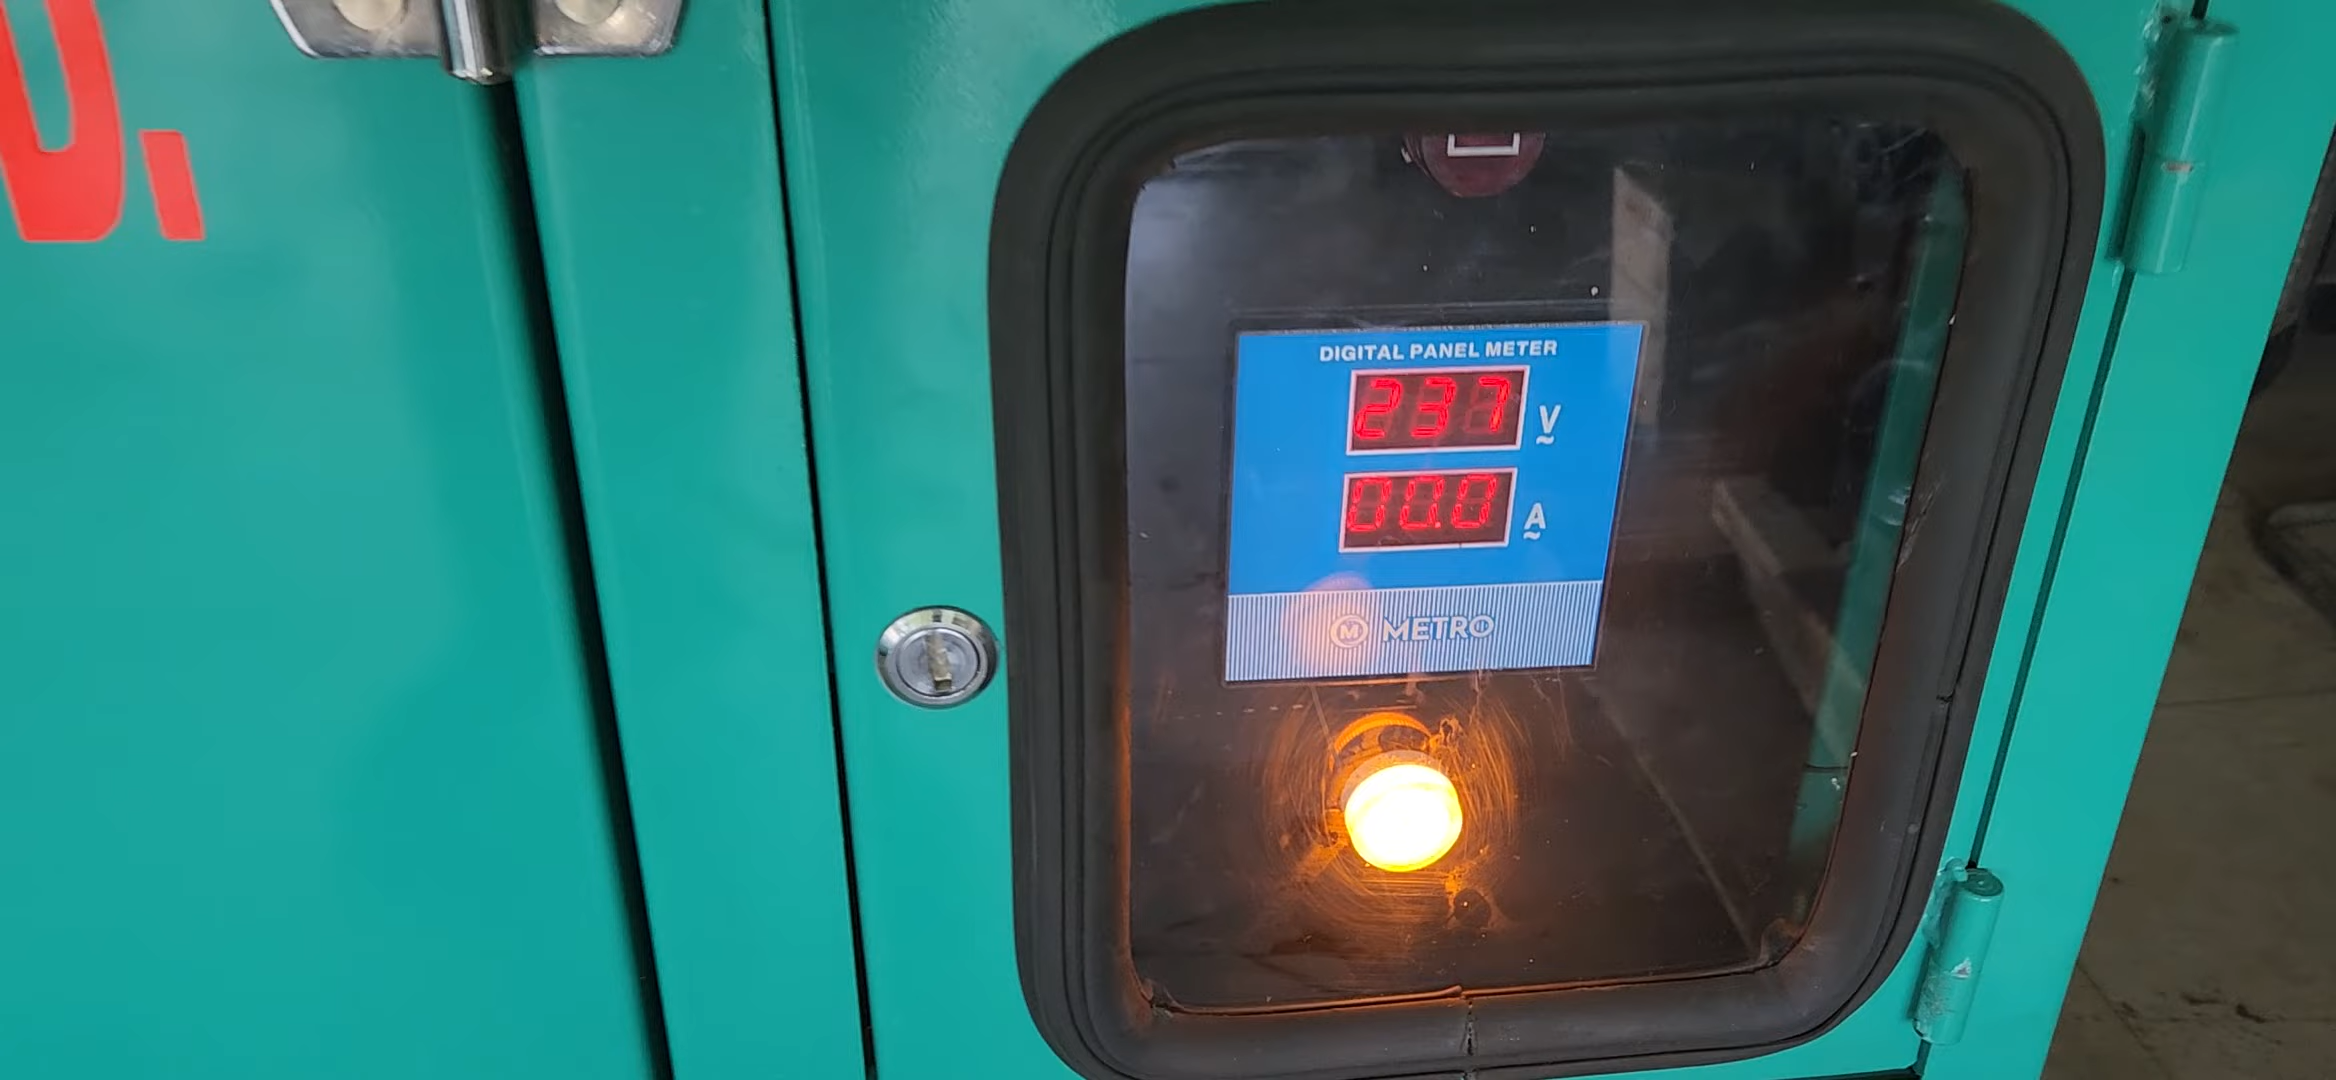 D.
DIGITAL PANEL METER
237 V
00.0 A
M METRO